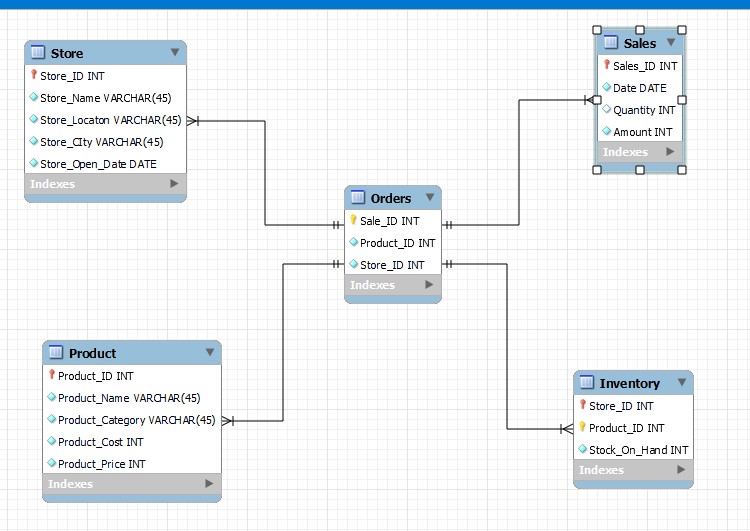 Store
Store_ID INT
Store_Name VARCHAR(45)
Store_Locaton VARCHAR(45)
Store_CIty VARCHAR(45)
Store_Open_Date DATE
Indexes
Sales
Sales_ID INT
Date DATE
Quantity INT
Amount INT
Indexes
Orders
Sale_ID INT
Product_ID INT
Store_ID INT
Indexes
Product
Product_ID INT
Product_Name VARCHAR(45)
Product_Category VARCHAR(45)
Product_Cost INT
Product_Price INT
Indexes
Inventory
Store_ID INT
Product_ID INT
Stock_On_Hand INT
Indexes